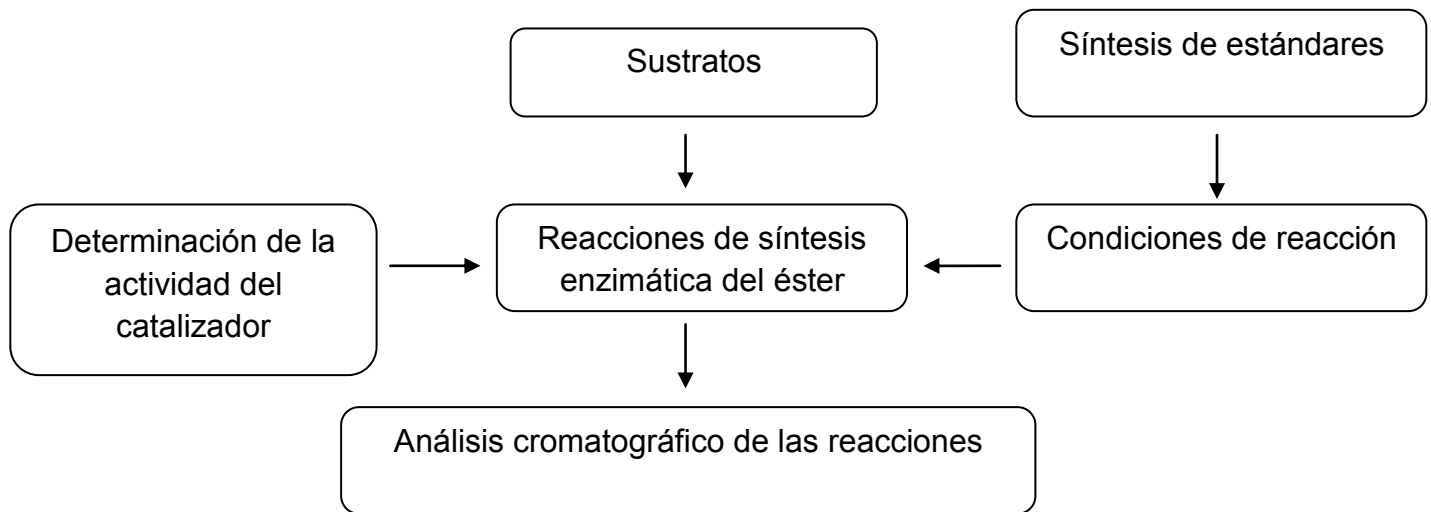 Sustratos
Síntesis de estándares
Determinación de la
actividad del
catalizador
Reacciones de síntesis
enzimática del éster
Condiciones de reacción
Análisis cromatográfico de las reacciones